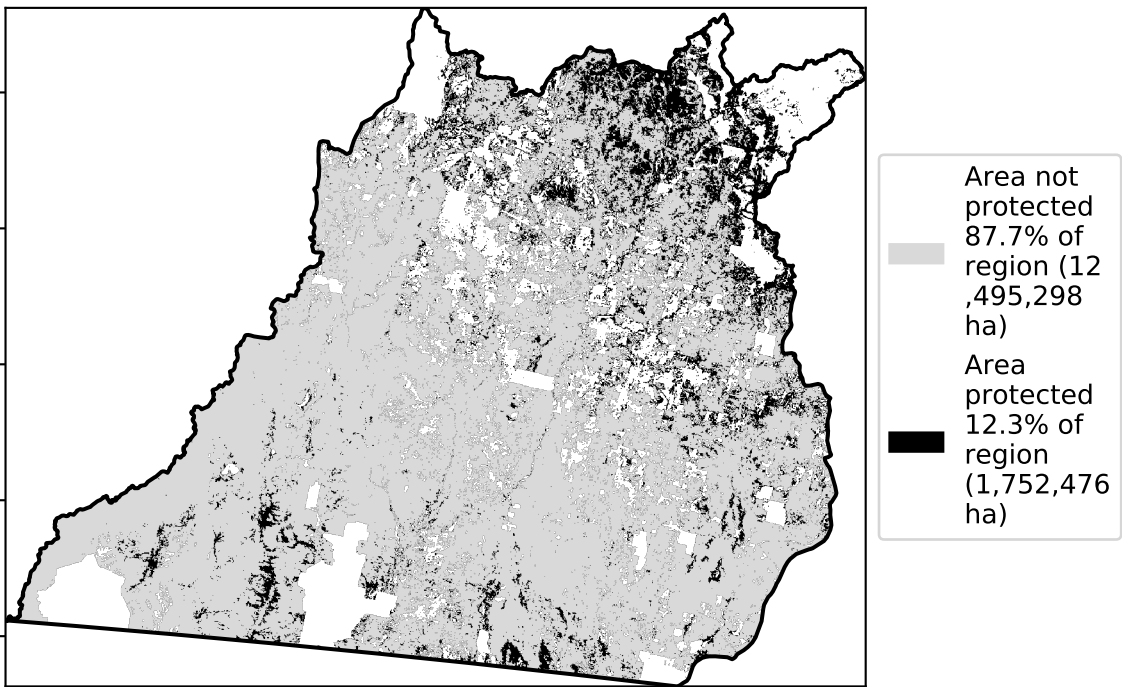 Area not
protected
87.7% of
region (12
,495,298
ha)
Area
protected
12.3% of
region
(1,752,476
ha)